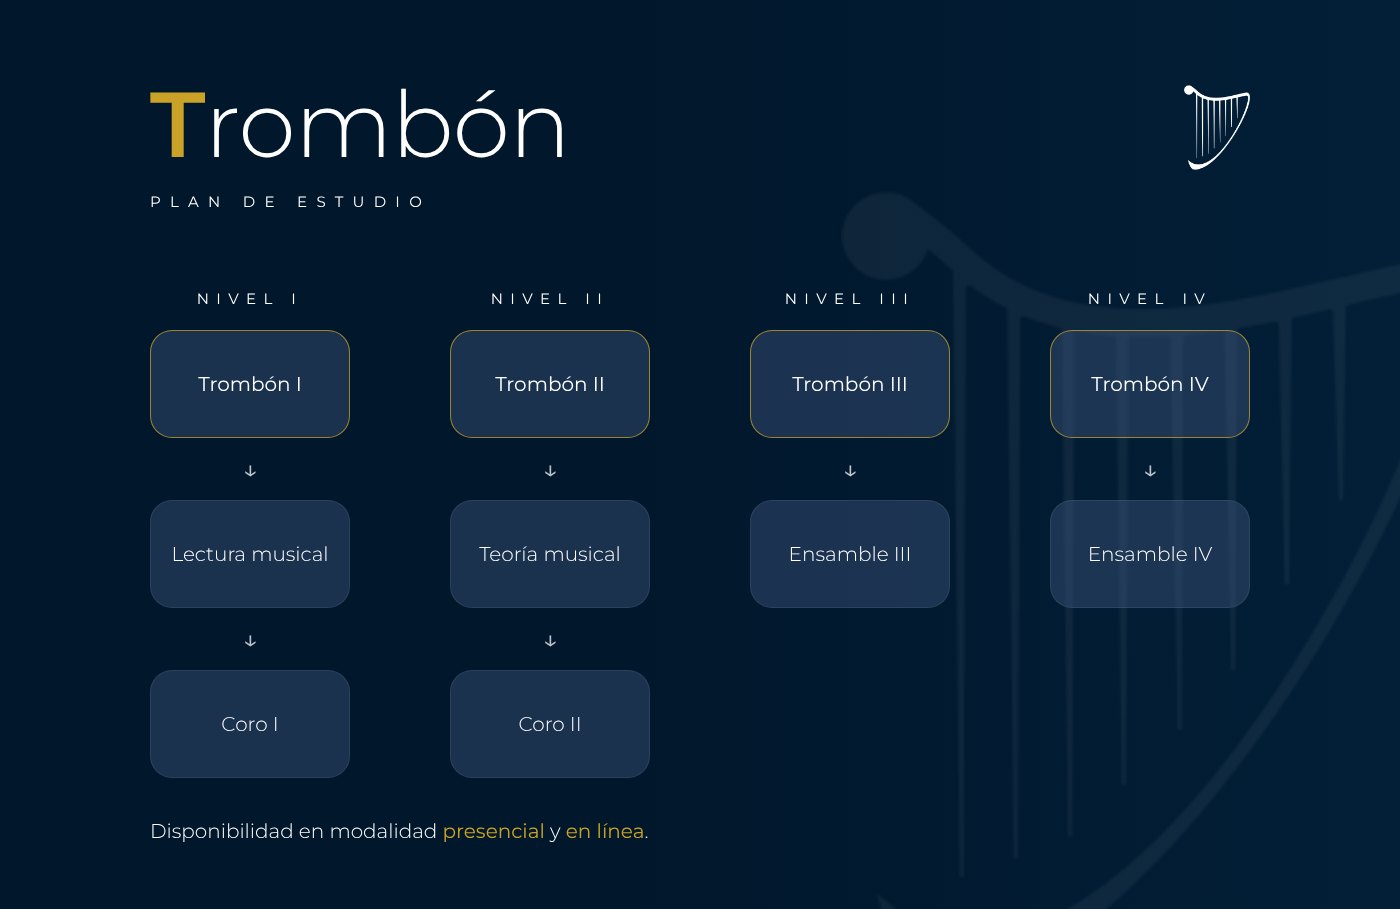 Trombón
PLAN DE ESTUDIO
NIVEL I
NIVEL II
NIVEL III
NIVEL IV
Trombón I
Trombón II
Trombón III
Trombón IV
↓
↓
↓
↓
Lectura musical
Teoría musical
Ensamble III
Ensamble IV
↓
↓
Coro I
Coro II
Disponibilidad en modalidad presencial y en línea.